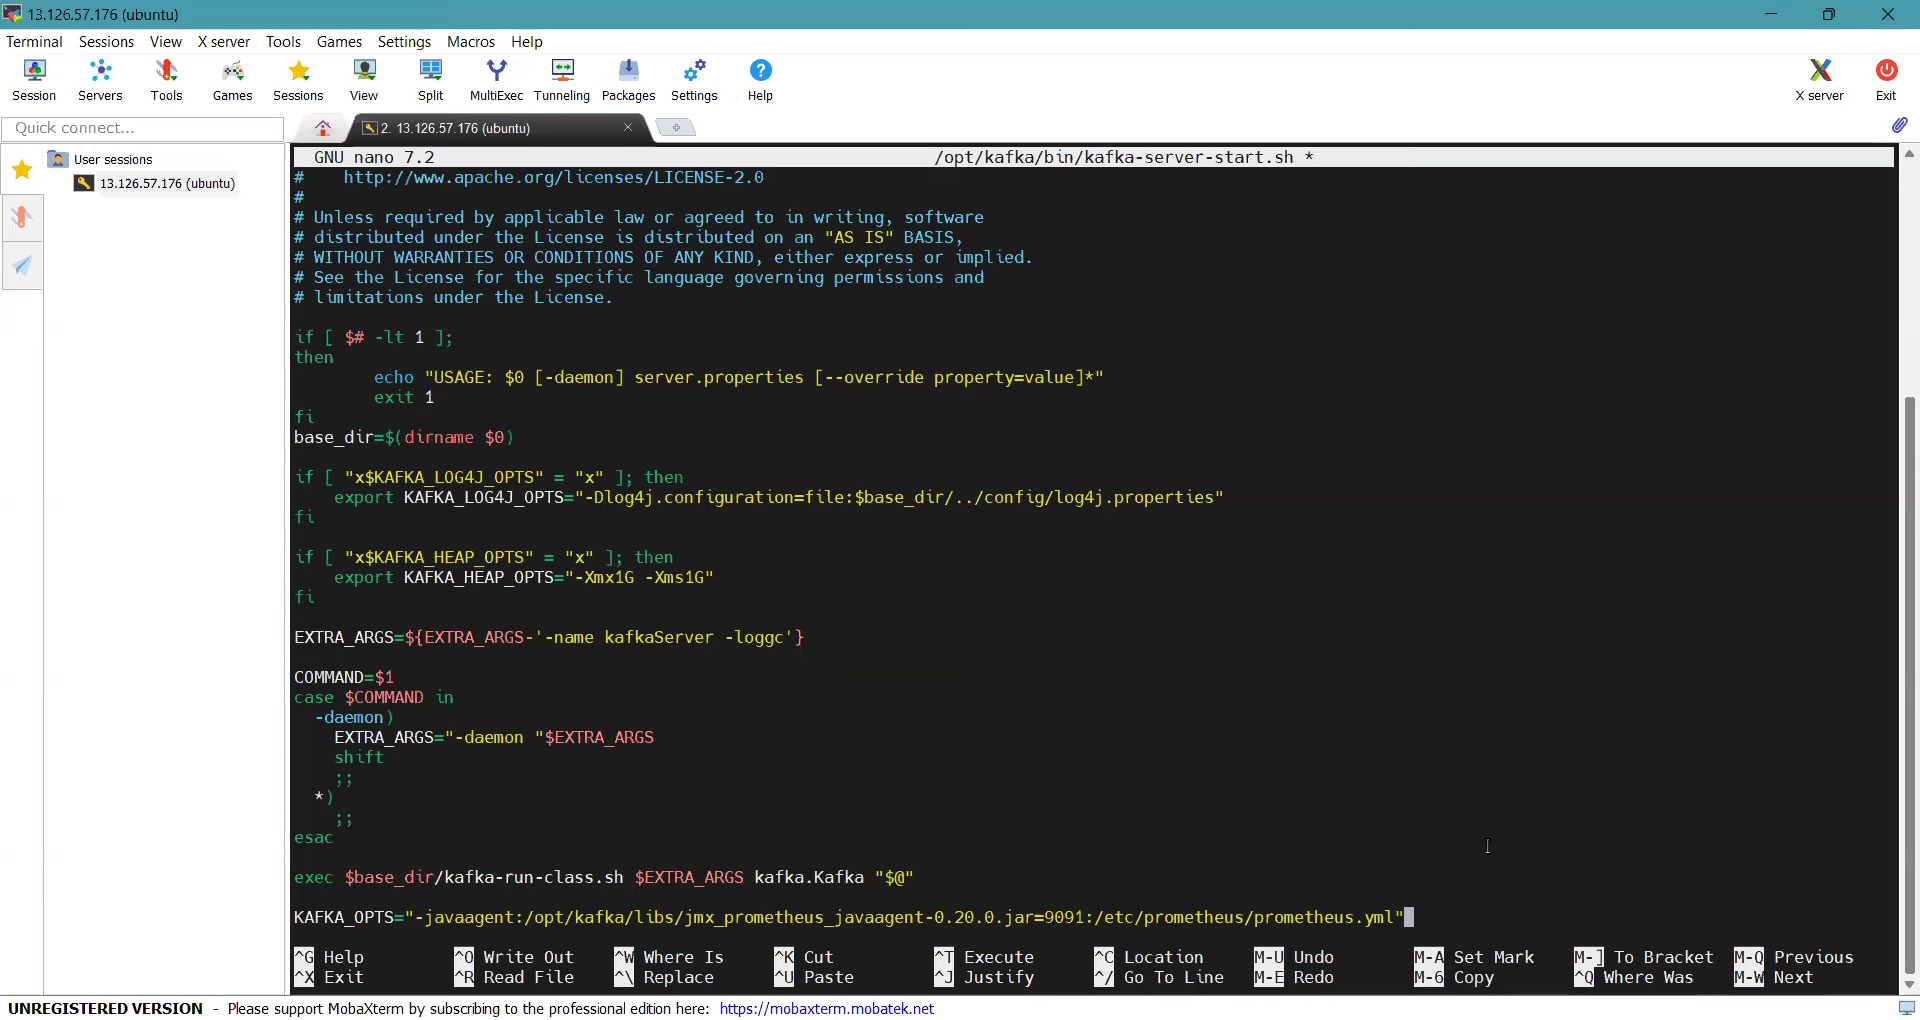 13.126.57.176 (ubuntu)
Terminal Sessions View X server Tools Games Settings Macros Help
Session Servers Tools Games Sessions View Split MultiExec Tunneling Packages Settings Help X server Exit
Quick connect...
2. 13.126.57.176 (ubuntu)
User sessions
13.126.57.176 (ubuntu)
GNU nano 7.2 /opt/kafka/bin/kafka-server-start.sh *
#    http://www.apache.org/licenses/LICENSE-2.0
#
# Unless required by applicable law or agreed to in writing, software
# distributed under the License is distributed on an "AS IS" BASIS,
# WITHOUT WARRANTIES OR CONDITIONS OF ANY KIND, either express or implied.
# See the License for the specific language governing permissions and
# limitations under the License.
if [ $# -lt 1 ];
then
        echo "USAGE: $0 [-daemon] server.properties [--override property=value]*"
        exit 1
fi
base_dir=$(dirname $0)
if [ "x$KAFKA_LOG4J_OPTS" = "x" ]; then
    export KAFKA_LOG4J_OPTS="-Dlog4j.configuration=file:$base_dir/../config/log4j.properties"
fi
if [ "x$KAFKA_HEAP_OPTS" = "x" ]; then
    export KAFKA_HEAP_OPTS="-Xmx1G -Xms1G"
fi
EXTRA_ARGS=${EXTRA_ARGS-'-name kafkaServer -loggc'}
COMMAND=$1
case $COMMAND in
  -daemon)
    EXTRA_ARGS="-daemon "$EXTRA_ARGS
    shift
    ;;
  *)
    ;;
esac
exec $base_dir/kafka-run-class.sh $EXTRA_ARGS kafka.Kafka "$@"
KAFKA_OPTS="-javaagent:/opt/kafka/libs/jmx_prometheus_javaagent-0.20.0.jar=9091:/etc/prometheus/prometheus.yml"
^G Help ^O Write Out ^W Where Is ^K Cut ^T Execute ^C Location M-U Undo M-A Set Mark M-] To Bracket M-Q Previous
^X Exit ^R Read File ^\ Replace ^U Paste ^J Justify ^/ Go To Line M-E Redo M-6 Copy ^Q Where Was M-W Next
UNREGISTERED VERSION - Please support MobaXterm by subscribing to the professional edition here: https://mobaxterm.mobatek.net